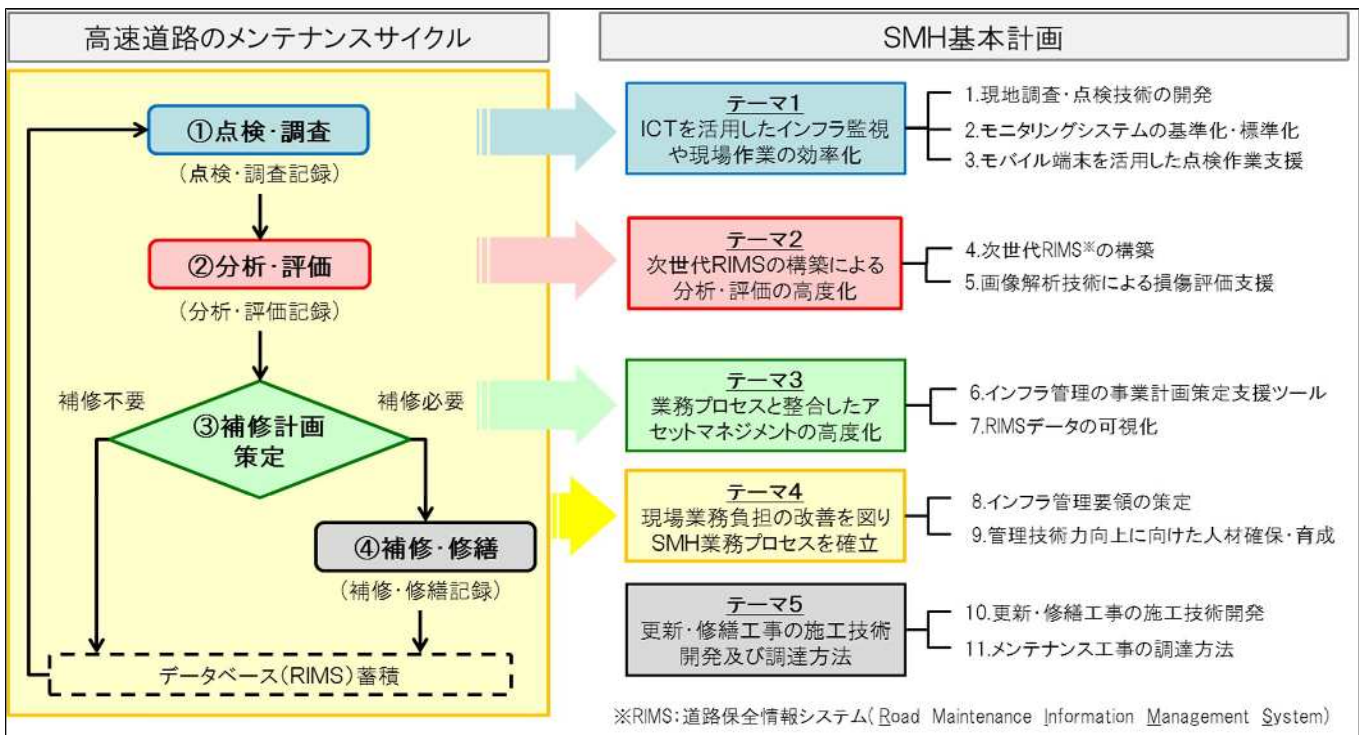 高速道路のメンテナンスサイクル
①点検・調査
(点検・調査記録)
②分析・評価
(分析・評価記録)
補修不要
補修必要
③補修計画
策定
④補修・修繕
(補修・修繕記録)
データベース(RIMS)蓄積
SMH基本計画
テーマ1
ICTを活用したインフラ監視
や現場作業の効率化
1.現地調査・点検技術の開発
2.モニタリングシステムの基準化・標準化
3.モバイル端末を活用した点検作業支援
テーマ2
次世代RIMSの構築による
分析・評価の高度化
4.次世代RIMS※の構築
5.画像解析技術による損傷評価支援
テーマ3
業務プロセスと整合したア
セットマネジメントの高度化
6.インフラ管理の事業計画策定支援ツール
7.RIMSデータの可視化
テーマ4
現場業務負担の改善を図り
SMH業務プロセスを確立
8.インフラ管理要領の策定
9.管理技術力向上に向けた人材確保・育成
テーマ5
更新・修繕工事の施工技術
開発及び調達方法
10.更新・修繕工事の施工技術開発
11.メンテナンス工事の調達方法
※RIMS:道路保全情報システム(Road Maintenance Information Management System)